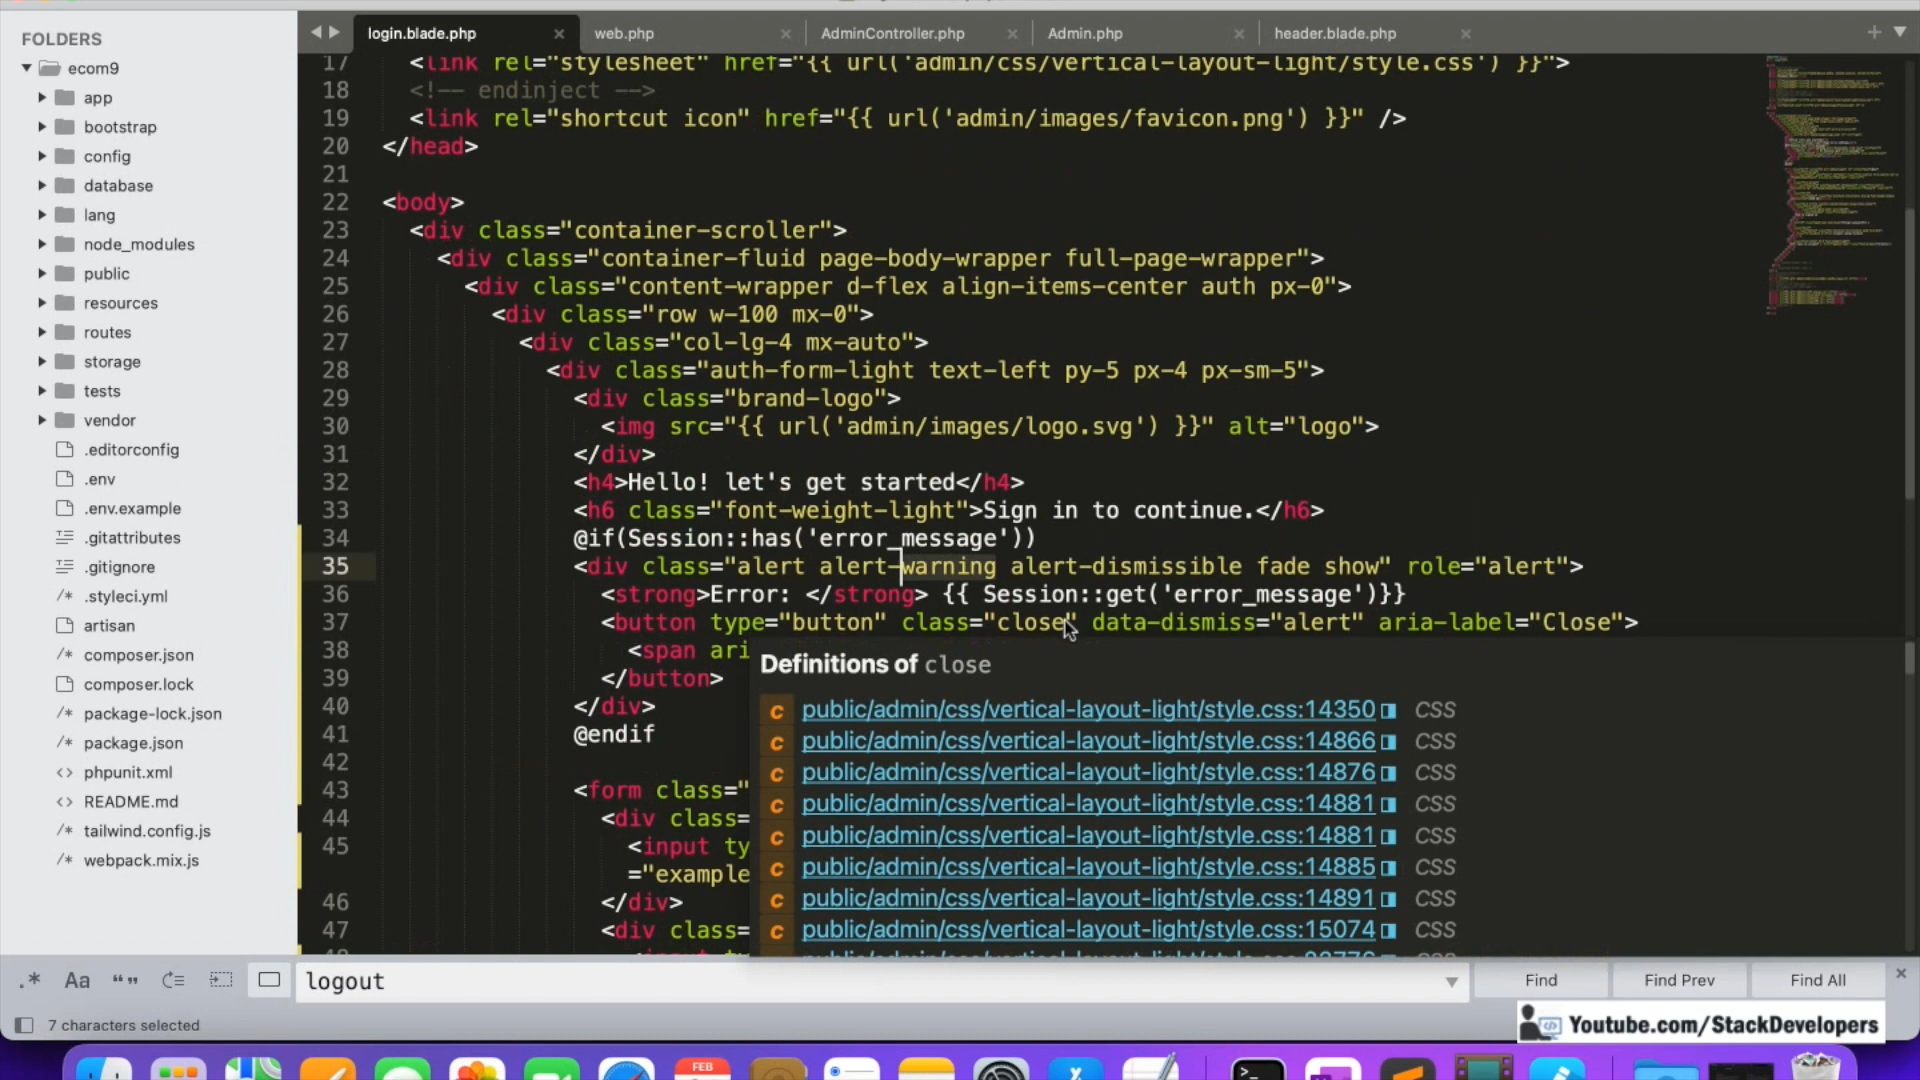 FOLDERS
ecom9
app
bootstrap
config
database
lang
node_modules
public
resources
routes
storage
tests
vendor
.editorconfig
.env
.env.example
.gitattributes
.gitignore
.styleci.yml
artisan
composer.json
composer.lock
package-lock.json
package.json
phpunit.xml
README.md
tailwind.config.js
webpack.mix.js
login.blade.php × web.php × AdminController.php × Admin.php × header.blade.php ×
17 <link rel="stylesheet" href="{{ url('admin/css/vertical-layout-light/style.css') }}">
18 <!-- endinject -->
19 <link rel="shortcut icon" href="{{ url('admin/images/favicon.png') }}" />
20 </head>
21
22 <body>
23 <div class="container-scroller">
24 <div class="container-fluid page-body-wrapper full-page-wrapper">
25 <div class="content-wrapper d-flex align-items-center auth px-0">
26 <div class="row w-100 mx-0">
27 <div class="col-lg-4 mx-auto">
28 <div class="auth-form-light text-left py-5 px-4 px-sm-5">
29 <div class="brand-logo">
30 <img src="{{ url('admin/images/logo.svg') }}" alt="logo">
31 </div>
32 <h4>Hello! let's get started</h4>
33 <h6 class="font-weight-light">Sign in to continue.</h6>
34 @if(Session::has('error_message'))
35 <div class="alert alert-warning alert-dismissible fade show" role="alert">
36 <strong>Error: </strong> {{ Session::get('error_message')}}
37 <button type="button" class="close" data-dismiss="alert" aria-label="Close">
38 <span ari
39 </button>
40 </div>
41 @endif
42
43 <form class="
44 <div class=
45 <input ty
="example
46 </div>
47 <div class=
Definitions of close
c public/admin/css/vertical-layout-light/style.css:14350 CSS
c public/admin/css/vertical-layout-light/style.css:14866 CSS
c public/admin/css/vertical-layout-light/style.css:14876 CSS
c public/admin/css/vertical-layout-light/style.css:14881 CSS
c public/admin/css/vertical-layout-light/style.css:14881 CSS
c public/admin/css/vertical-layout-light/style.css:14885 CSS
c public/admin/css/vertical-layout-light/style.css:14891 CSS
c public/admin/css/vertical-layout-light/style.css:15074 CSS
.* Aa “” logout Find Find Prev Find All ×
7 characters selected
Youtube.com/StackDevelopers
FEB